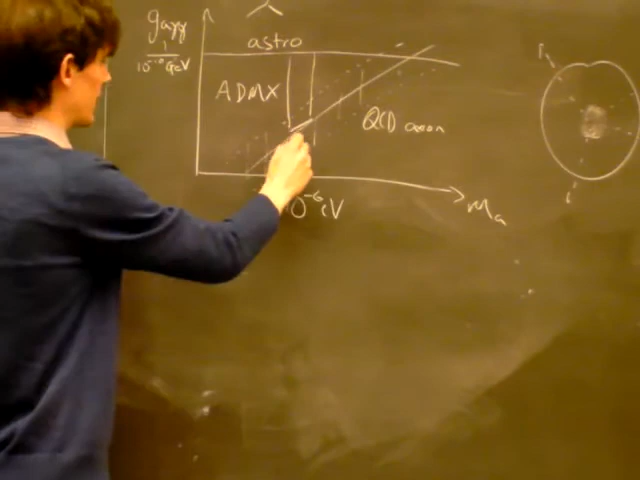 gaγγ
astro
1
10⁻¹⁰ GeV
ADMX
QCD axion
10⁻⁶ eV
Ma